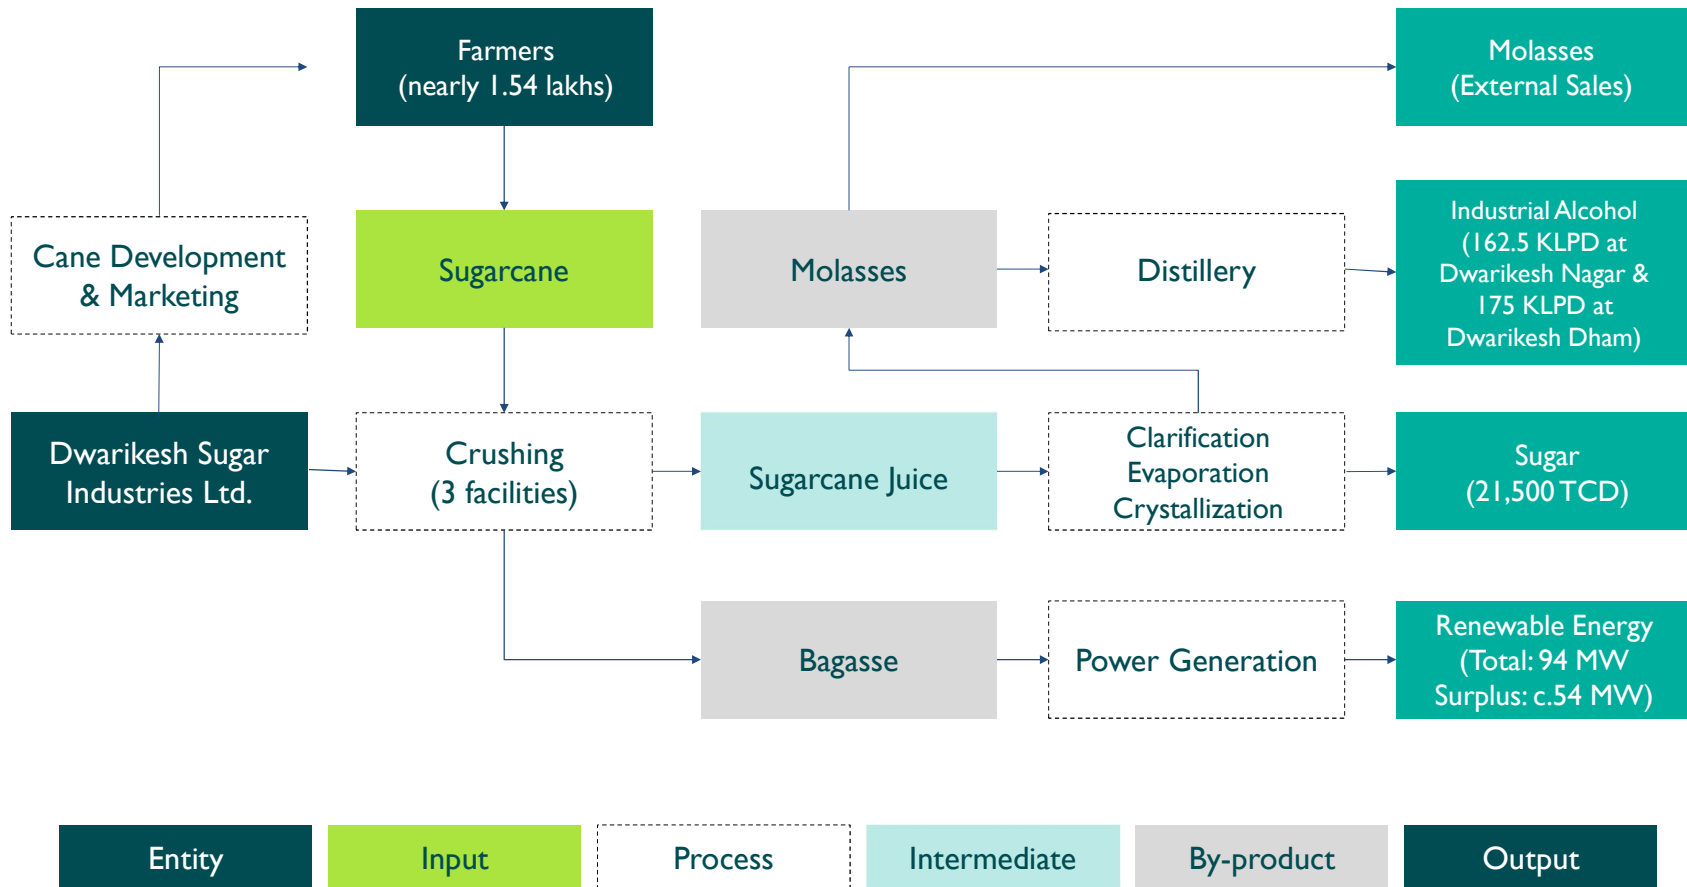 Farmers
(nearly 1.54 lakhs)
Molasses
(External Sales)
Cane Development
& Marketing
Sugarcane
Molasses
Distillery
Industrial Alcohol
(162.5 KLPD at
Dwarikesh Nagar &
175 KLPD at
Dwarikesh Dham)
Dwarikesh Sugar
Industries Ltd.
Crushing
(3 facilities)
Sugarcane Juice
Clarification
Evaporation
Crystallization
Sugar
(21,500 TCD)
Bagasse
Power Generation
Renewable Energy
(Total: 94 MW
Surplus: c.54 MW)
Entity
Input
Process
Intermediate
By-product
Output